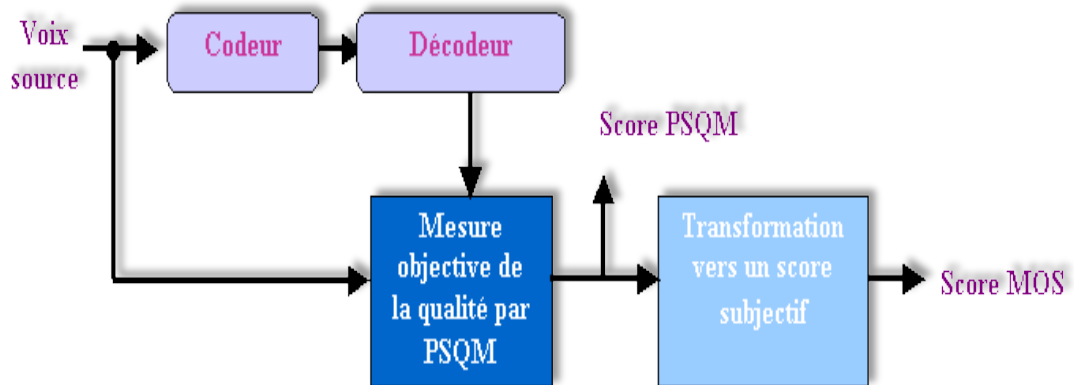 Voix
source
Codeur
Décodeur
Score PSQM
Mesure
objective de
la qualité par
PSQM
Transformation
vers un score
subjectif
Score MOS